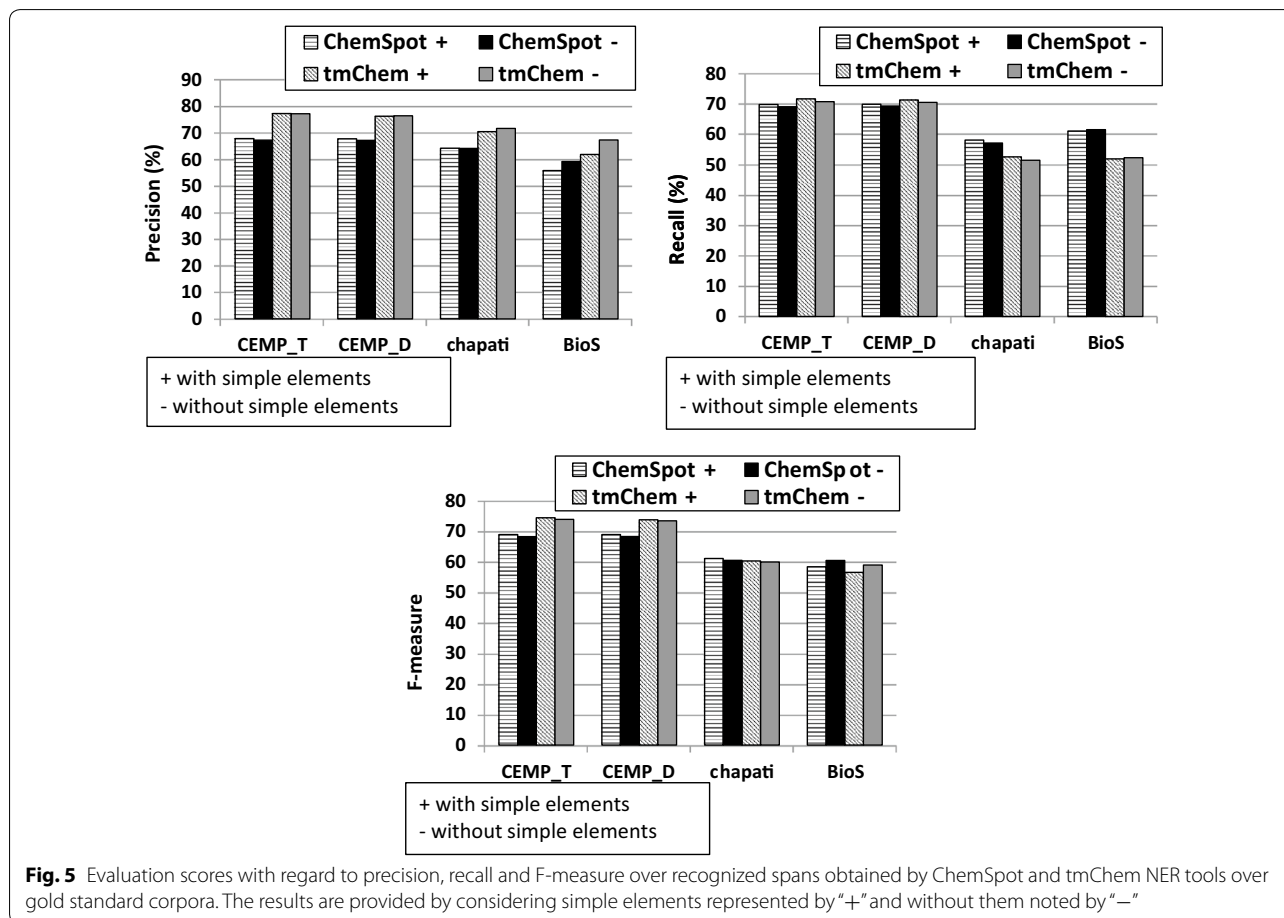 ChemSpot + ChemSpot -
tmChem + tmChem -
90
80
70
60
50
40
30
20
10
0
Precision (%)
CEMP_T CEMP_D chapati BioS
+ with simple elements
- without simple elements
ChemSpot + ChemSpot -
tmChem + tmChem -
80
70
60
50
40
30
20
10
0
Recall (%)
CEMP_T CEMP_D chapati BioS
+ with simple elements
- without simple elements
ChemSpot + ChemSp ot -
tmChem + tmChem -
80
70
60
50
40
30
20
10
0
F-measure
CEMP_T CEMP_D chapati BioS
+ with simple elements
- without simple elements
Fig. 5 Evaluation scores with regard to precision, recall and F-measure over recognized spans obtained by ChemSpot and tmChem NER tools over
gold standard corpora. The results are provided by considering simple elements represented by “+” and without them noted by “−”